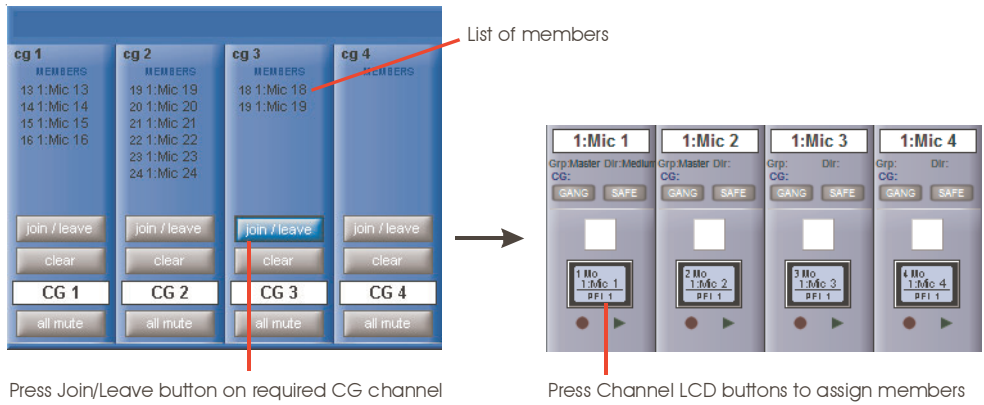 List of members
cg 1
MEMBERS
13 1:Mic 13
14 1:Mic 14
15 1:Mic 15
16 1:Mic 16
join / leave
clear
CG 1
all mute
cg 2
MEMBERS
19 1:Mic 19
20 1:Mic 20
21 1:Mic 21
22 1:Mic 22
23 1:Mic 23
24 1:Mic 24
join / leave
clear
CG 2
all mute
cg 3
MEMBERS
18 1:Mic 18
19 1:Mic 19
join / leave
clear
CG 3
all mute
cg 4
MEMBERS
join / leave
clear
CG 4
all mute
Press Join/Leave button on required CG channel
1:Mic 1
Grp:Master Dir:Medium
CG:
GANG SAFE
1 Mo
1:Mic 1
PFL 1
1:Mic 2
Grp:Master Dir:
CG:
GANG SAFE
2 Mo
1:Mic 2
PFL 1
1:Mic 3
Grp: Dir:
CG:
GANG SAFE
3 Mo
1:Mic 3
PFL 1
1:Mic 4
Grp: Dir:
CG:
GANG SAFE
4 Mo
1:Mic 4
PFL 1
Press Channel LCD buttons to assign members